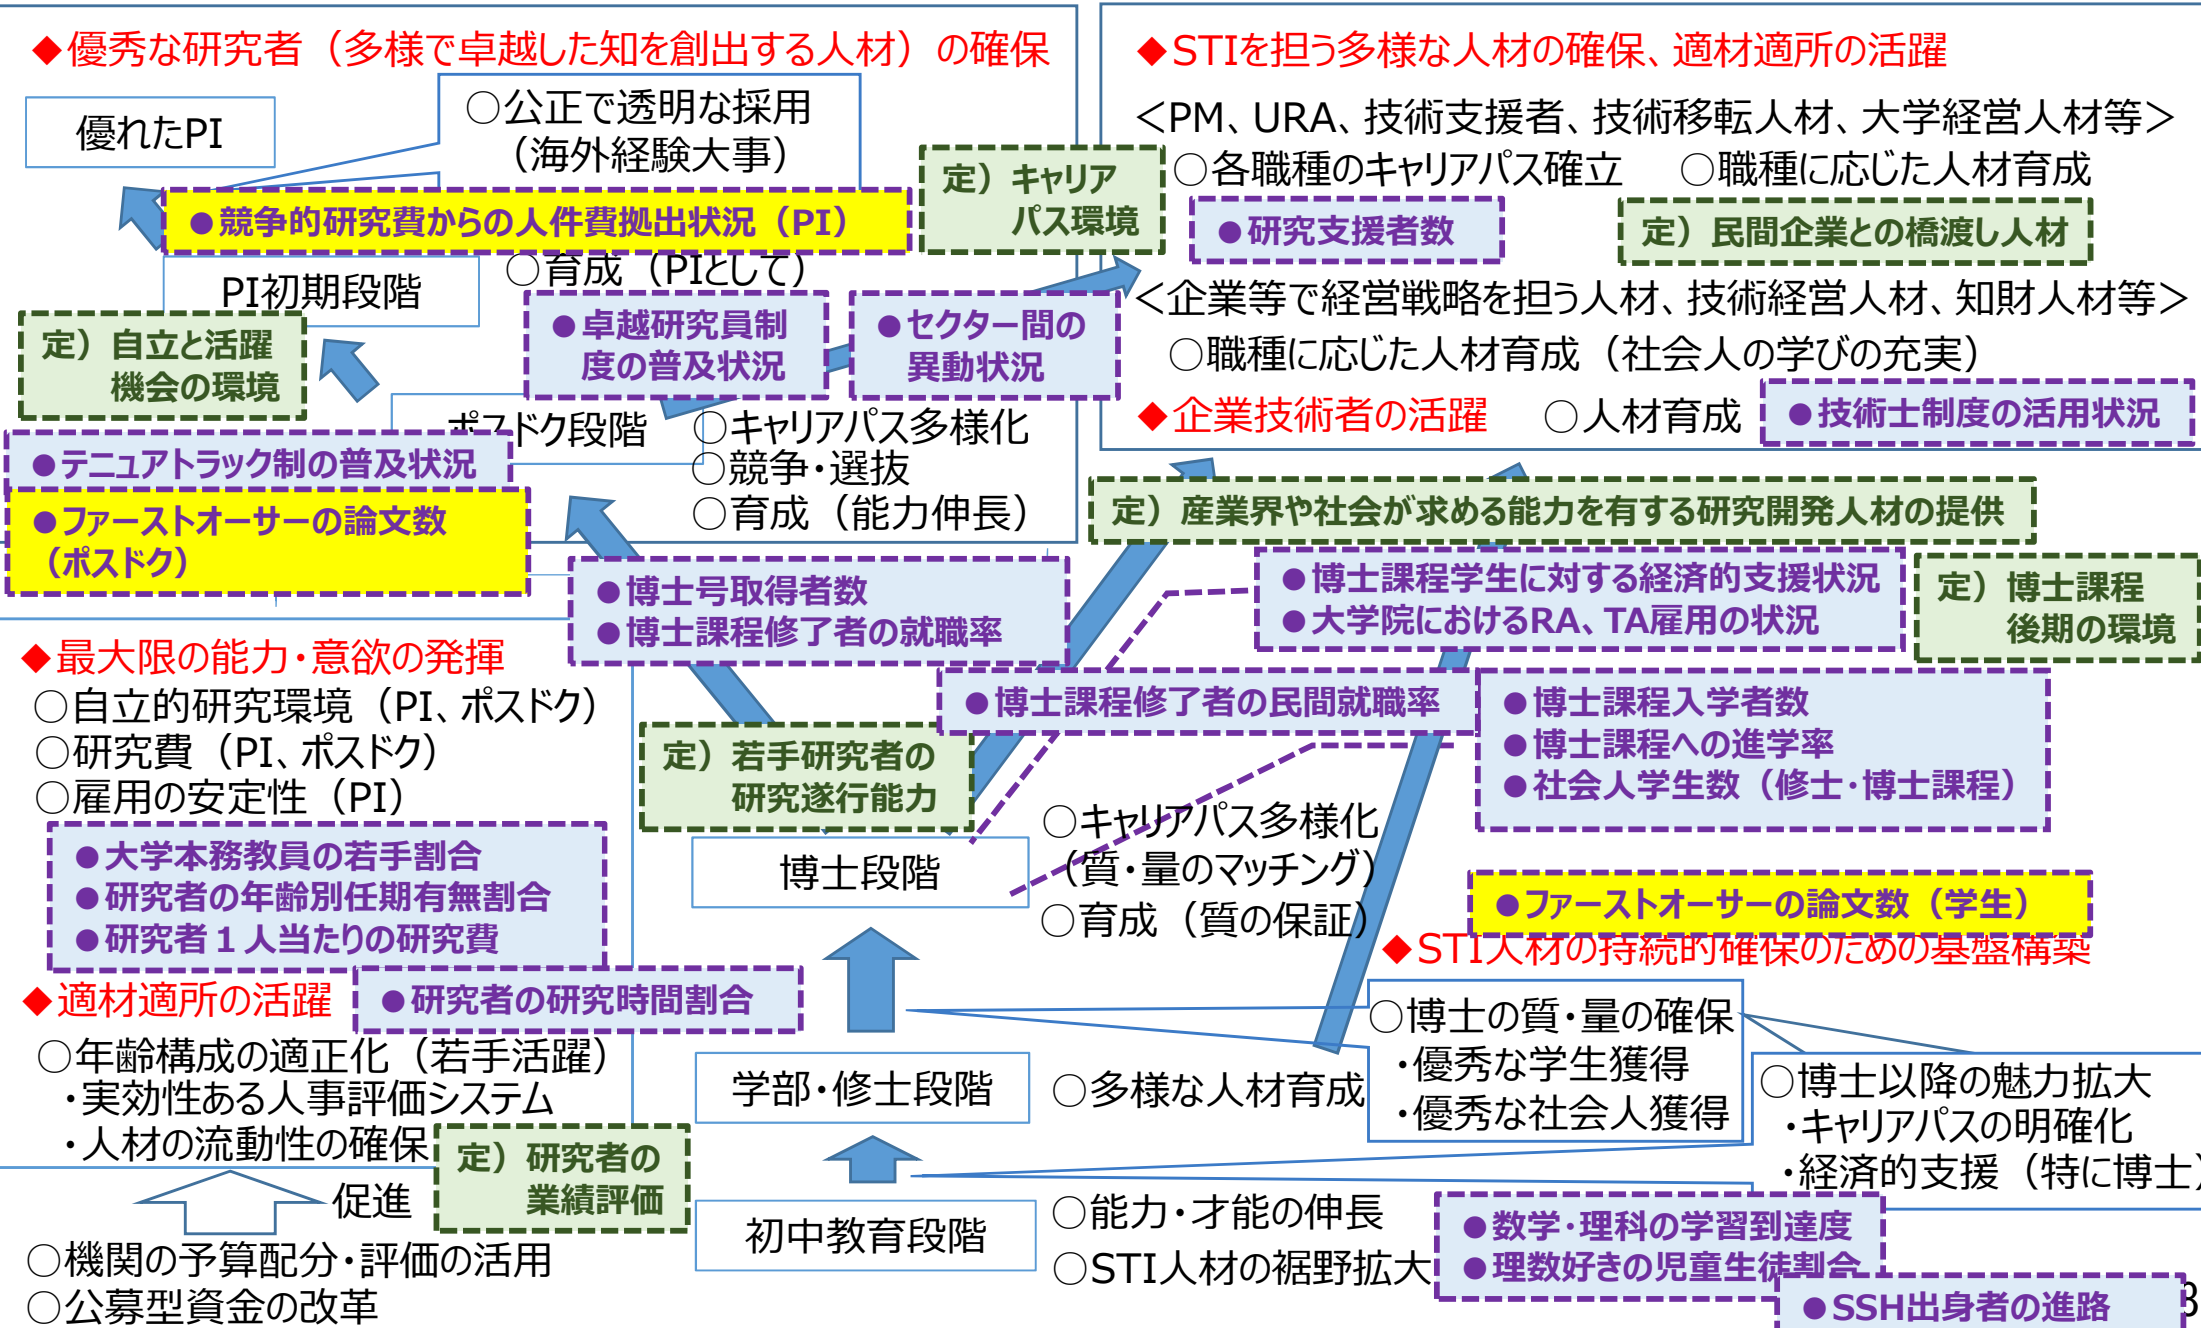 ◆優秀な研究者（多様で卓越した知を創出する人材）の確保
優れたPI
○公正で透明な採用
（海外経験大事）
●競争的研究費からの人件費拠出状況（PI）
定）キャリア
パス環境
○育成（PIとして）
PI初期段階
●卓越研究員制
度の普及状況
●セクター間の
異動状況
定）自立と活躍
機会の環境
ポスドク段階
○キャリアパス多様化
○競争・選抜
○育成（能力伸長）
●テニュアトラック制の普及状況
●ファーストオーサーの論文数
（ポスドク）
◆STIを担う多様な人材の確保、適材適所の活躍
＜PM、URA、技術支援者、技術移転人材、大学経営人材等＞
○各職種のキャリアパス確立　○職種に応じた人材育成
●研究支援者数
定）民間企業との橋渡し人材
＜企業等で経営戦略を担う人材、技術経営人材、知財人材等＞
○職種に応じた人材育成（社会人の学びの充実）
◆企業技術者の活躍　○人材育成
●技術士制度の活用状況
定）産業界や社会が求める能力を有する研究開発人材の提供
●博士号取得者数
●博士課程修了者の就職率
●博士課程学生に対する経済的支援状況
●大学院におけるRA、TA雇用の状況
定）博士課程
後期の環境
◆最大限の能力・意欲の発揮
○自立的研究環境（PI、ポスドク）
○研究費（PI、ポスドク）
○雇用の安定性（PI）
●大学本務教員の若手割合
●研究者の年齢別任期有無割合
●研究者１人当たりの研究費
●博士課程修了者の民間就職率
●博士課程入学者数
●博士課程への進学率
●社会人学生数（修士・博士課程）
定）若手研究者の
研究遂行能力
博士段階
○キャリアパス多様化
（質・量のマッチング）
○育成（質の保証）
●ファーストオーサーの論文数（学生）
◆STI人材の持続的確保のための基盤構築
◆適材適所の活躍
●研究者の研究時間割合
○年齢構成の適正化（若手活躍）
・実効性ある人事評価システム
・人材の流動性の確保
定）研究者の
業績評価
学部・修士段階
○多様な人材育成
○博士の質・量の確保
・優秀な学生獲得
・優秀な社会人獲得
○博士以降の魅力拡大
・キャリアパスの明確化
・経済的支援（特に博士）
促進
○機関の予算配分・評価の活用
○公募型資金の改革
初中教育段階
○能力・才能の伸長
○STI人材の裾野拡大
●数学・理科の学習到達度
●理数好きの児童生徒割合
●SSH出身者の進路